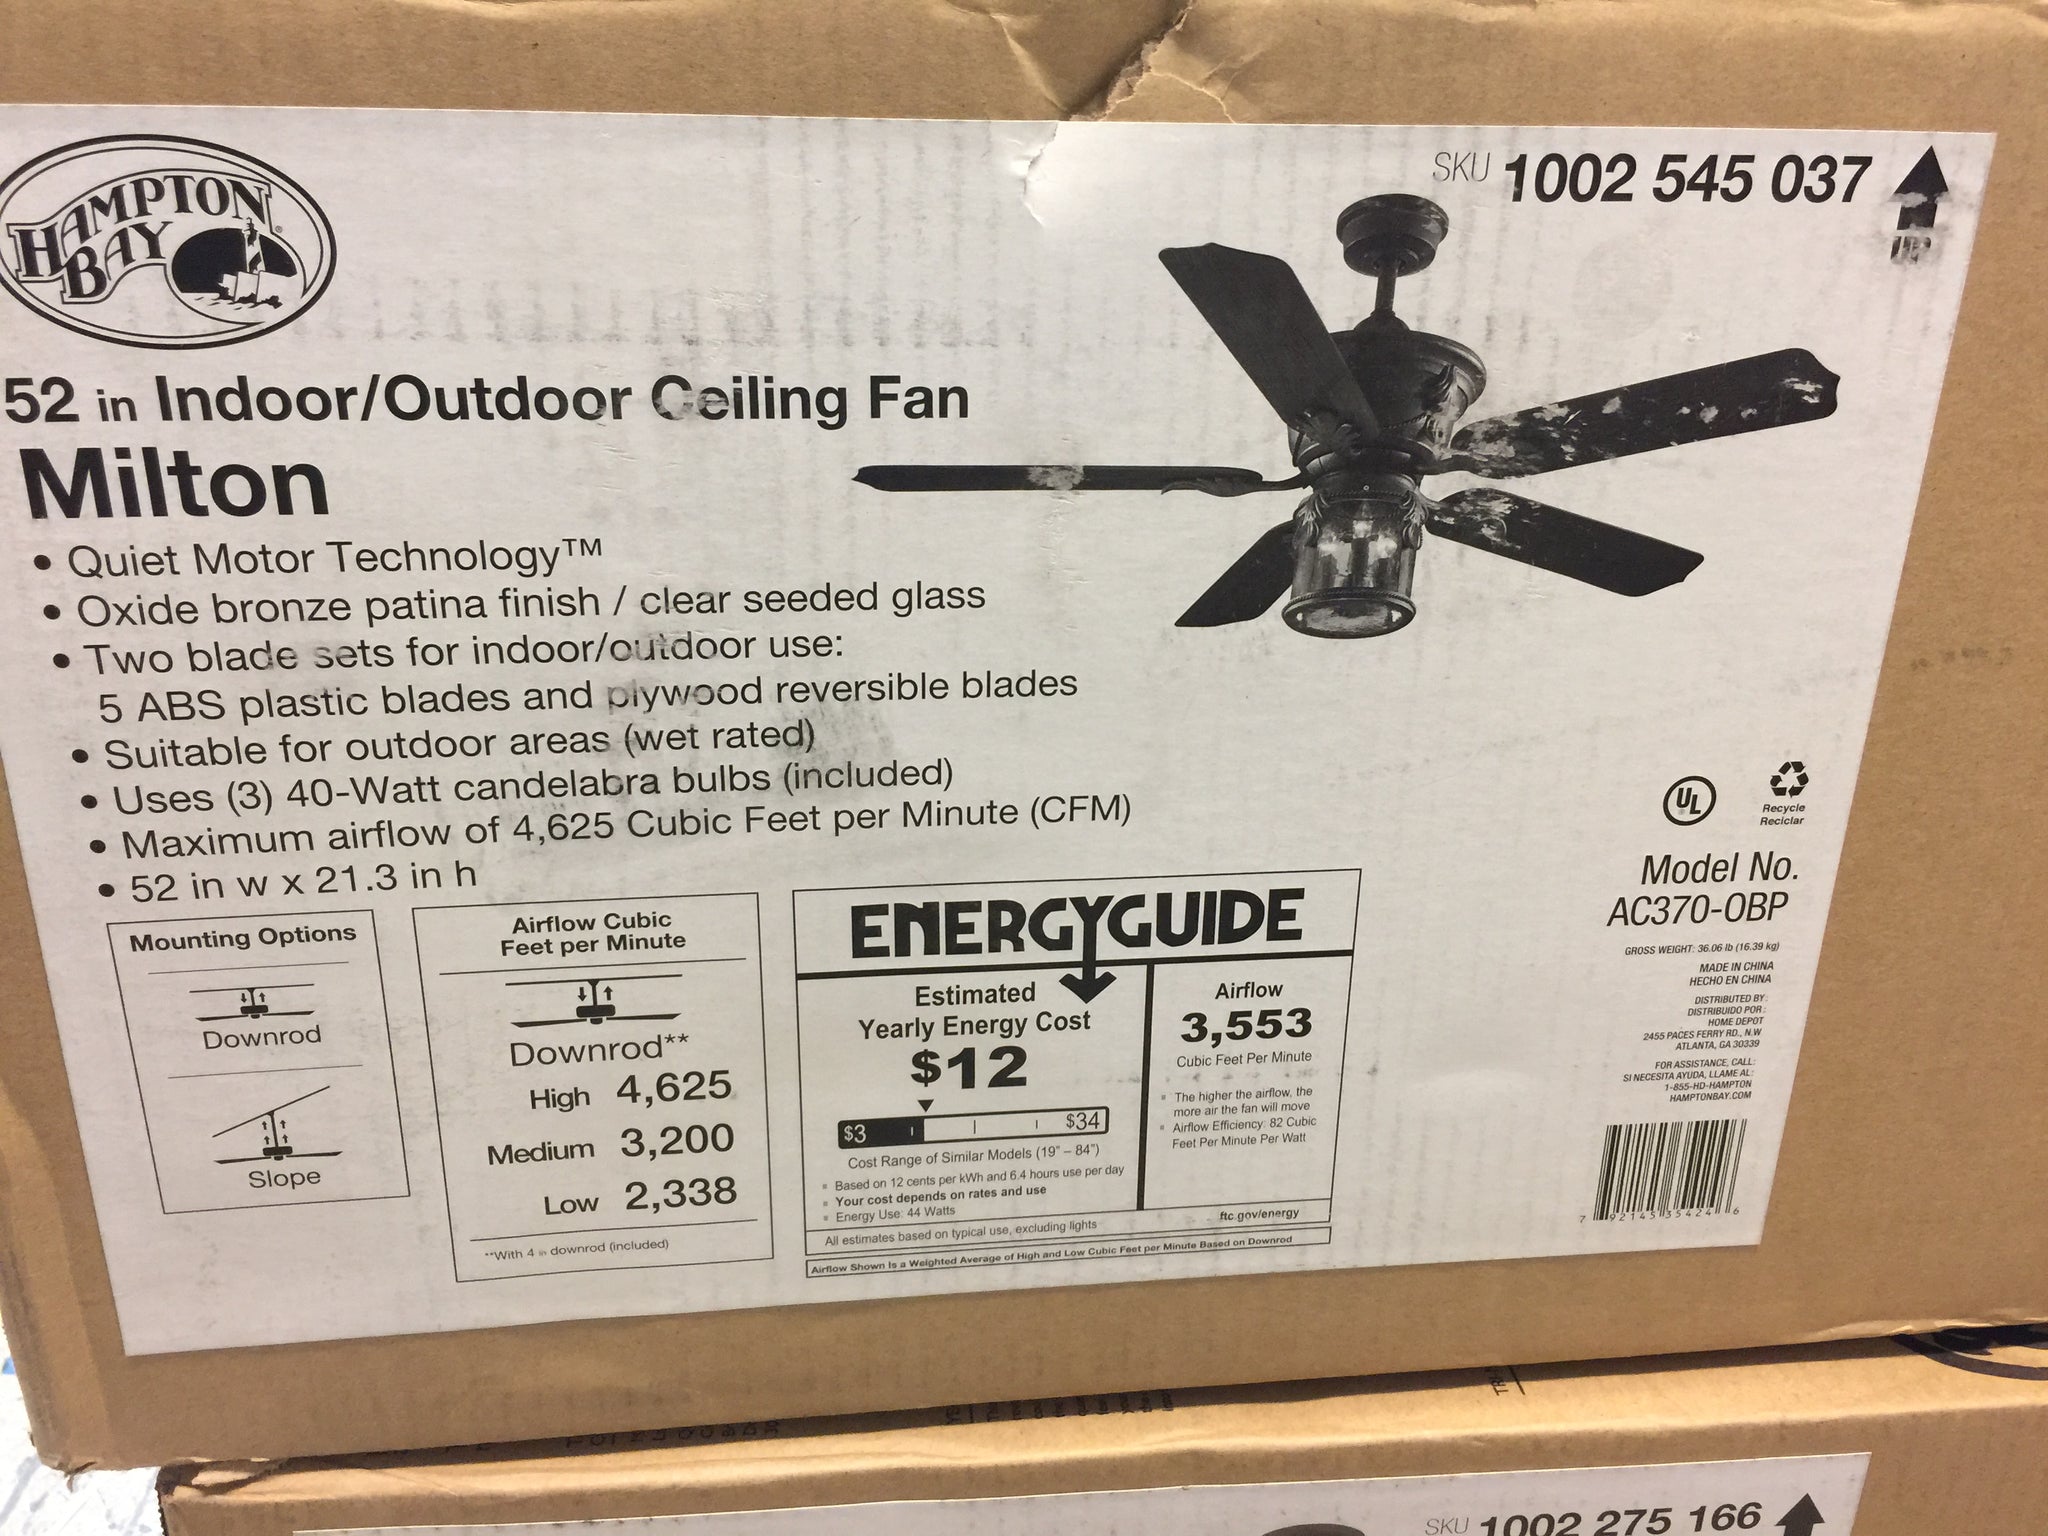 HAMPTON BAY
SKU 1002 545 037
UP
52 in Indoor/Outdoor Ceiling Fan
Milton
• Quiet Motor Technology™
• Oxide bronze patina finish / clear seeded glass
• Two blade sets for indoor/outdoor use:
5 ABS plastic blades and plywood reversible blades
• Suitable for outdoor areas (wet rated)
• Uses (3) 40-Watt candelabra bulbs (included)
• Maximum airflow of 4,625 Cubic Feet per Minute (CFM)
• 52 in w x 21.3 in h
Mounting Options
Downrod
Slope
Airflow Cubic
Feet per Minute
Downrod**
High 4,625
Medium 3,200
Low 2,338
**With 4 in downrod (included)
ENERGYGUIDE
Estimated
Yearly Energy Cost
$12
$3 $34
Cost Range of Similar Models (19" – 84")
Based on 12 cents per kWh and 6.4 hours use per day
Your cost depends on rates and use
Energy Use: 44 Watts
Airflow
3,553
Cubic Feet Per Minute
The higher the airflow, the
more air the fan will move
Airflow Efficiency: 82 Cubic
Feet Per Minute Per Watt
All estimates based on typical use, excluding lights
ftc.gov/energy
Airflow Shown Is a Weighted Average of High and Low Cubic Feet per Minute Based on Downrod
UL
Recycle
Reciclar
Model No.
AC370-OBP
GROSS WEIGHT: 36.06 lb (16.39 kg)
MADE IN CHINA
HECHO EN CHINA
DISTRIBUTED BY:
DISTRIBUIDO POR:
HOME DEPOT
2455 PACES FERRY RD., N.W
ATLANTA, GA 30339
FOR ASSISTANCE, CALL:
SI NECESITA AYUDA, LLAME AL:
1-855-HD-HAMPTON
HAMPTONBAY.COM
7 92145 35424 6
SKU 1002 275 166